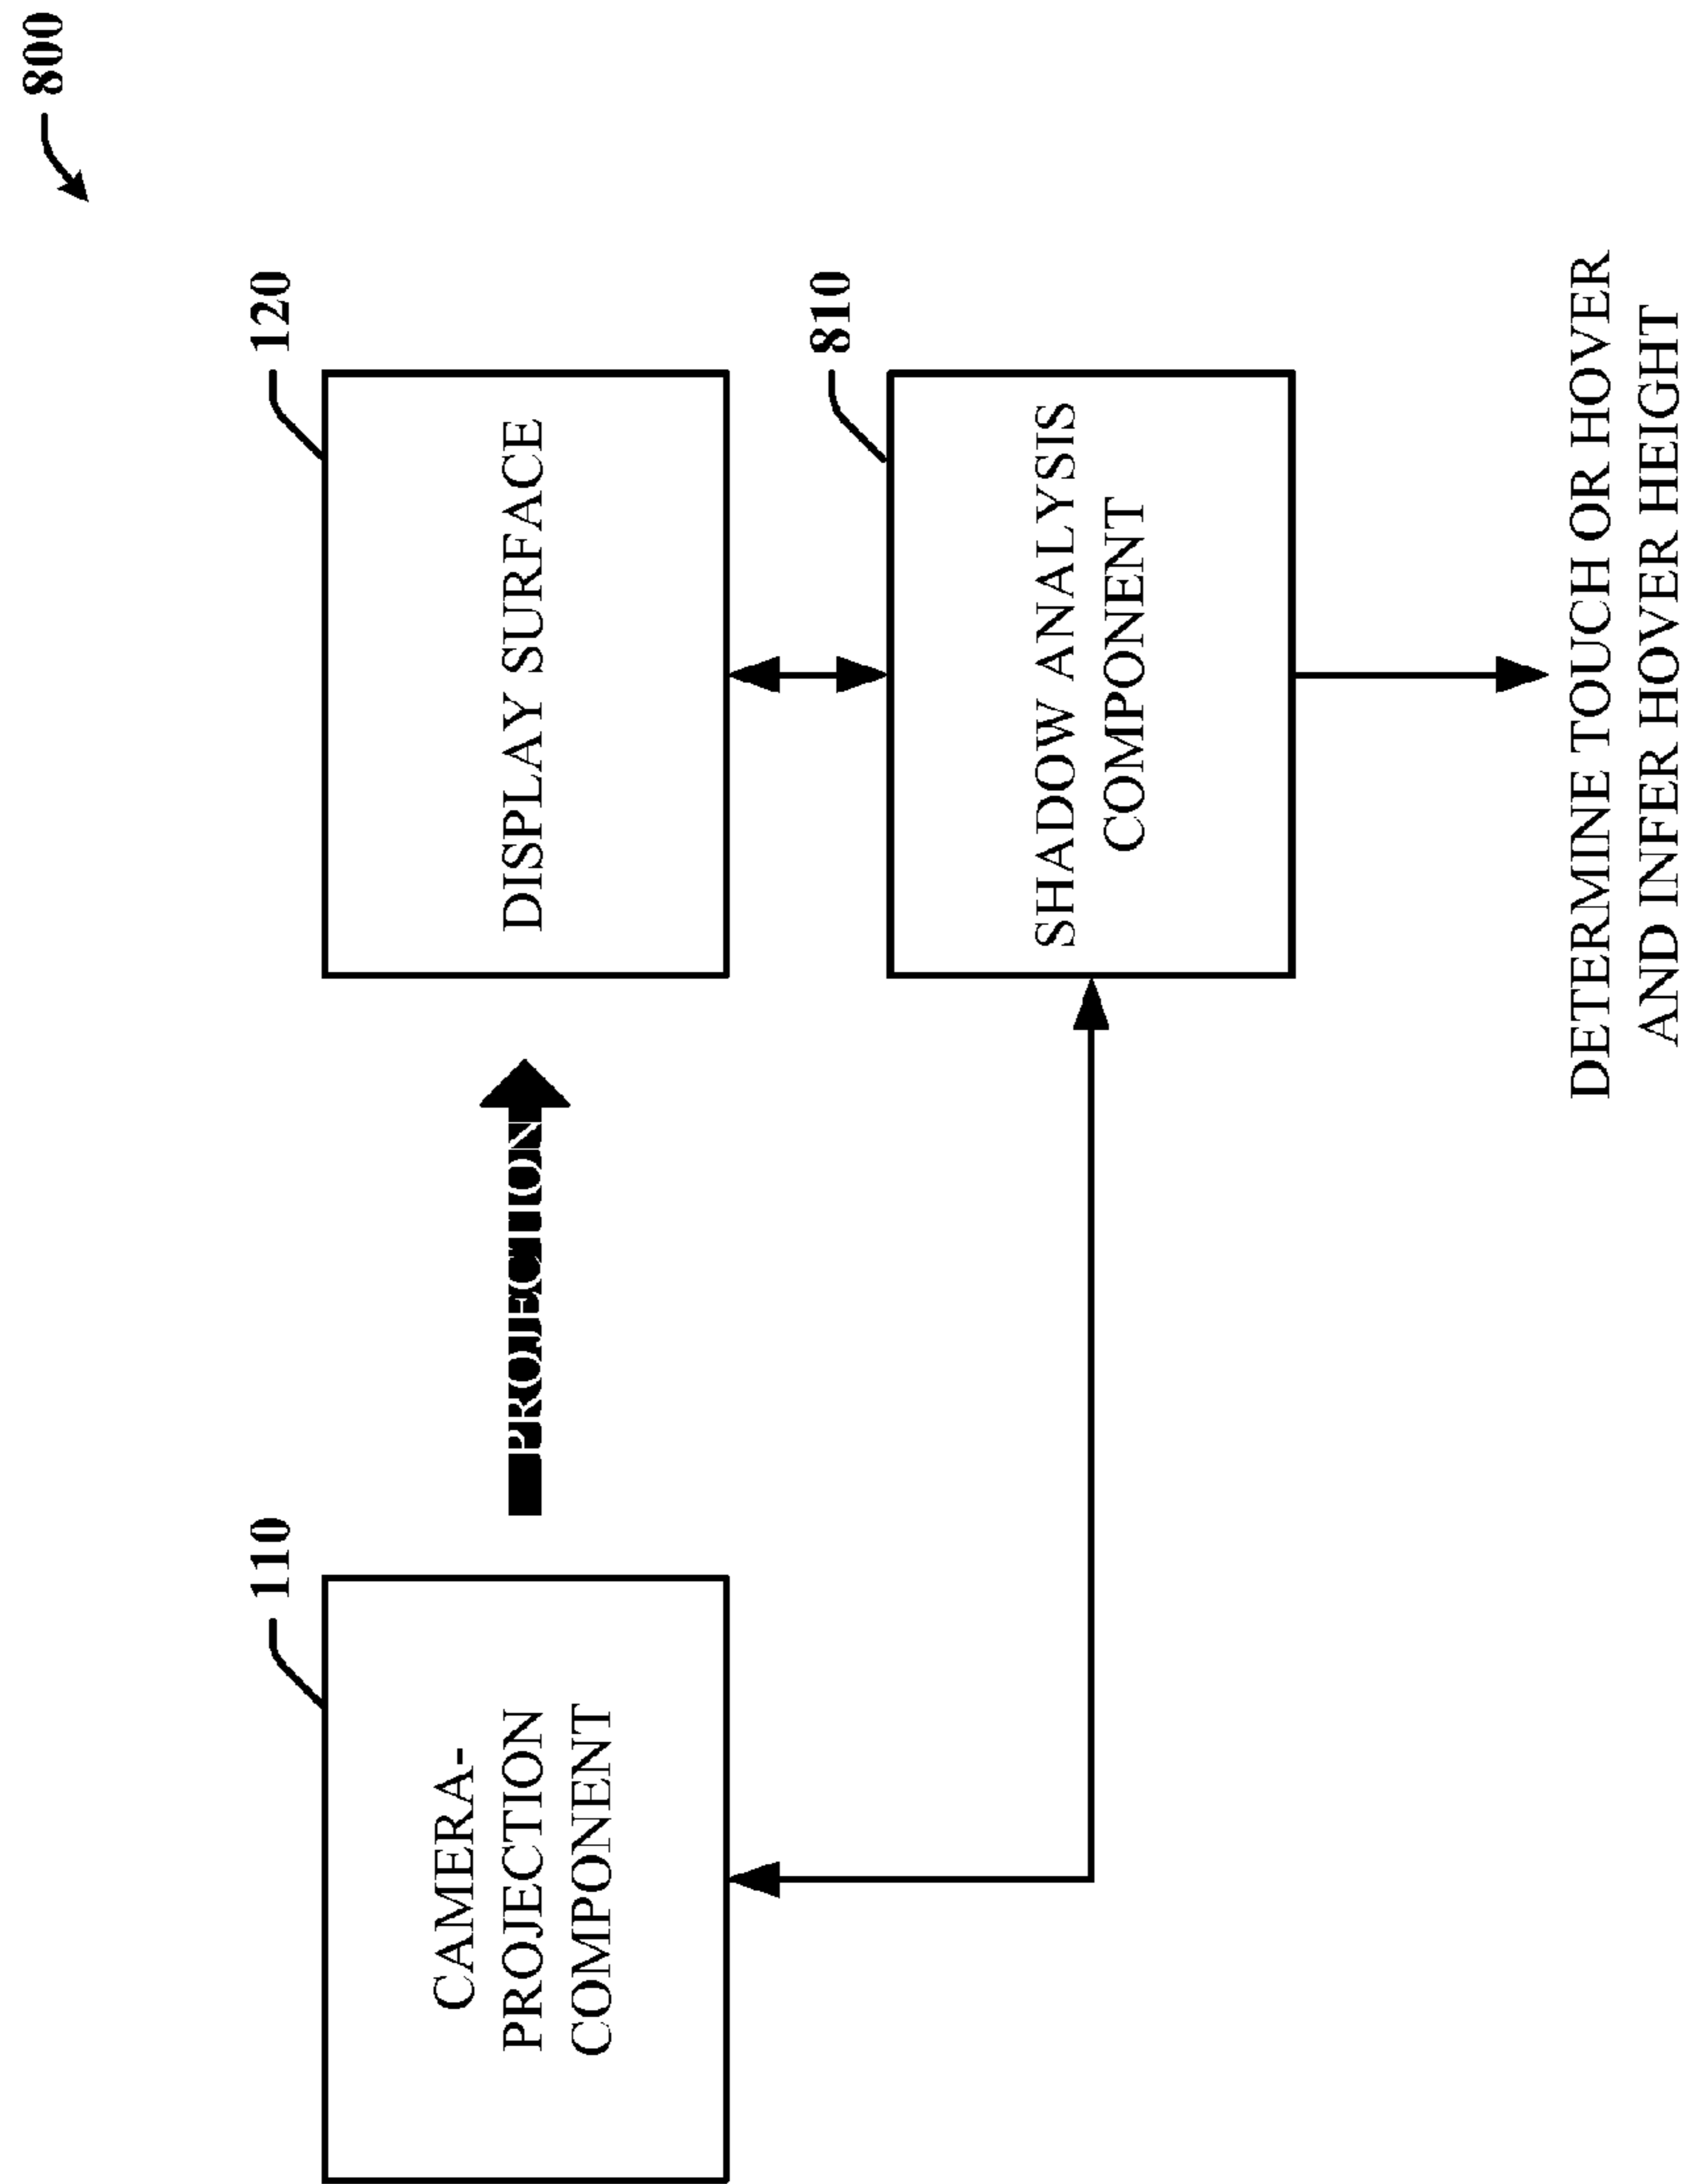 800
110
CAMERA-
PROJECTION
COMPONENT
PROJECTION
120
DISPLAY SURFACE
810
SHADOW ANALYSIS
COMPONENT
DETERMINE TOUCH OR HOVER
AND INFER HOVER HEIGHT